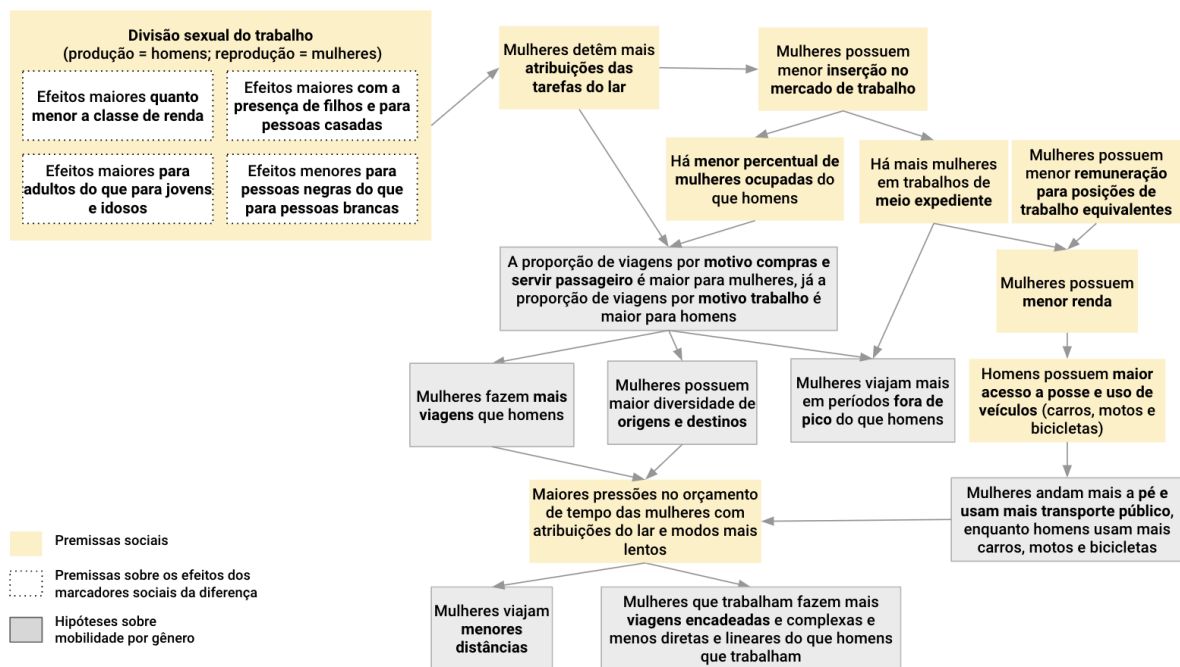 Divisão sexual do trabalho
(produção = homens; reprodução = mulheres)
Efeitos maiores quanto
menor a classe de renda
Efeitos maiores com a
presença de filhos e para
pessoas casadas
Efeitos maiores para
adultos do que para jovens
e idosos
Efeitos menores para
pessoas negras do que
para pessoas brancas
Mulheres detêm mais
atribuições das
tarefas do lar
Mulheres possuem
menor inserção no
mercado de trabalho
Há menor percentual de
mulheres ocupadas do
que homens
Há mais mulheres
em trabalhos de
meio expediente
Mulheres possuem
menor remuneração
para posições de
trabalho equivalentes
A proporção de viagens por motivo compras e
servir passageiro é maior para mulheres, já a
proporção de viagens por motivo trabalho é
maior para homens
Mulheres possuem
menor renda
Mulheres fazem mais
viagens que homens
Mulheres possuem
maior diversidade de
origens e destinos
Mulheres viajam mais
em períodos fora de
pico do que homens
Homens possuem maior
acesso a posse e uso de
veículos (carros, motos e
bicicletas)
Maiores pressões no orçamento
de tempo das mulheres com
atribuições do lar e modos mais
lentos
Mulheres andam mais a pé e
usam mais transporte público,
enquanto homens usam mais
carros, motos e bicicletas
Mulheres viajam
menores
distâncias
Mulheres que trabalham fazem mais
viagens encadeadas e complexas e
menos diretas e lineares do que homens
que trabalham
Premissas sociais
Premissas sobre os efeitos dos
marcadores sociais da diferença
Hipóteses sobre
mobilidade por gênero